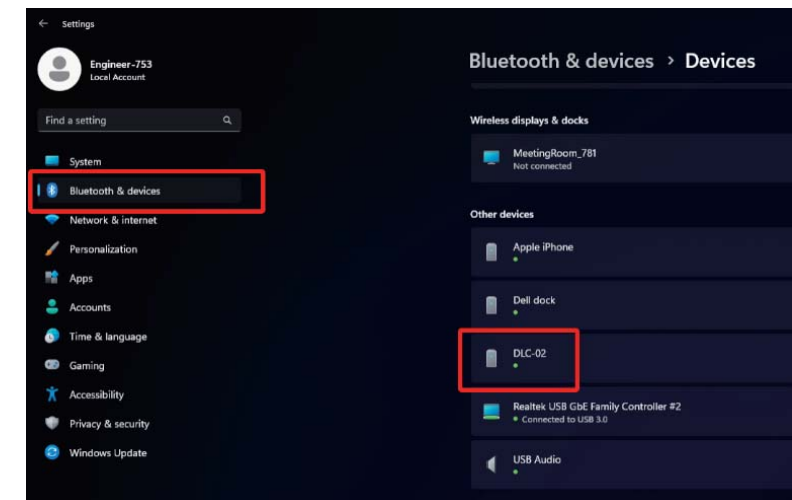 Settings
Engineer-753
Local Account
Find a setting
System
Bluetooth & devices
Network & internet
Personalization
Apps
Accounts
Time & language
Gaming
Accessibility
Privacy & security
Windows Update
Bluetooth & devices > Devices
Wireless displays & docks
MeetingRoom_781
Not connected
Other devices
Apple iPhone
Dell dock
DLC-02
Realtek USB GbE Family Controller #2
Connected to USB 3.0
USB Audio